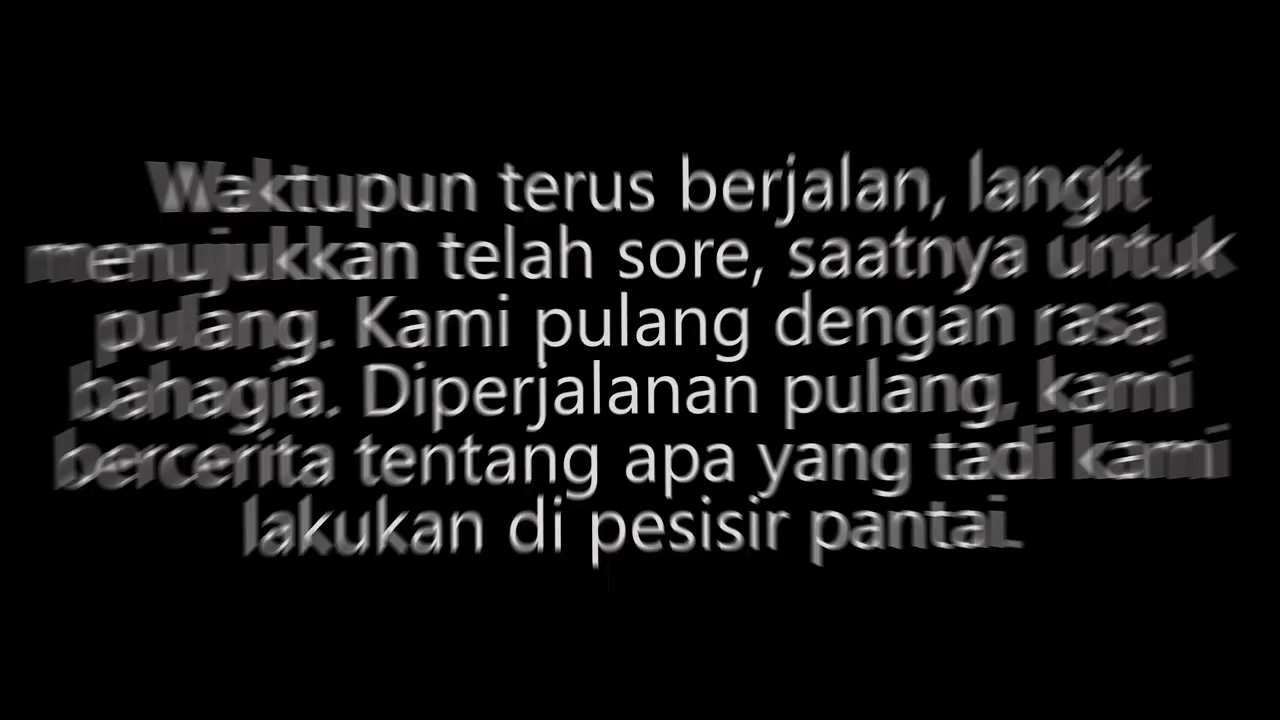 Waktupun terus berjalan, langit
menujukkan telah sore, saatnya untuk
pulang. Kami pulang dengan rasa
bahagia. Diperjalanan pulang, kami
bercerita tentang apa yang tadi kami
lakukan di pesisir pantai.